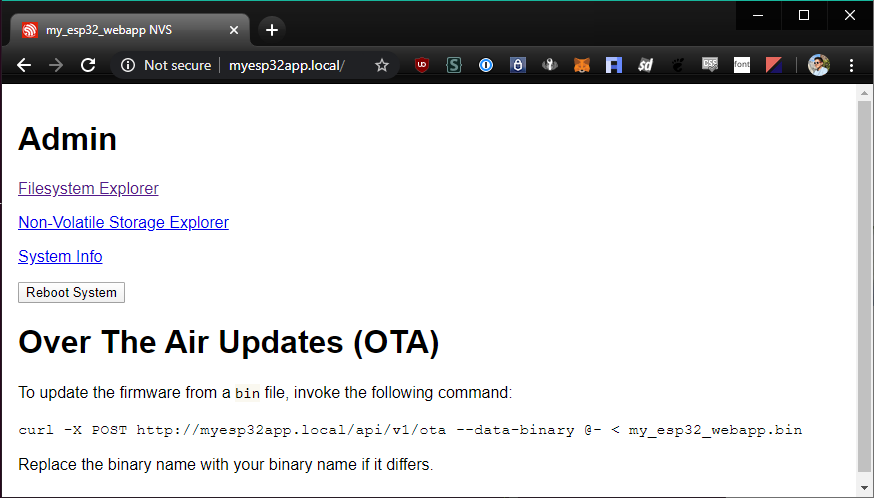 my_esp32_webapp NVS
Not secure myesp32app.local/
font
Admin
Filesystem Explorer
Non-Volatile Storage Explorer
System Info
Reboot System
Over The Air Updates (OTA)
To update the firmware from a bin file, invoke the following command:
curl -X POST http://myesp32app.local/api/v1/ota --data-binary @- < my_esp32_webapp.bin
Replace the binary name with your binary name if it differs.